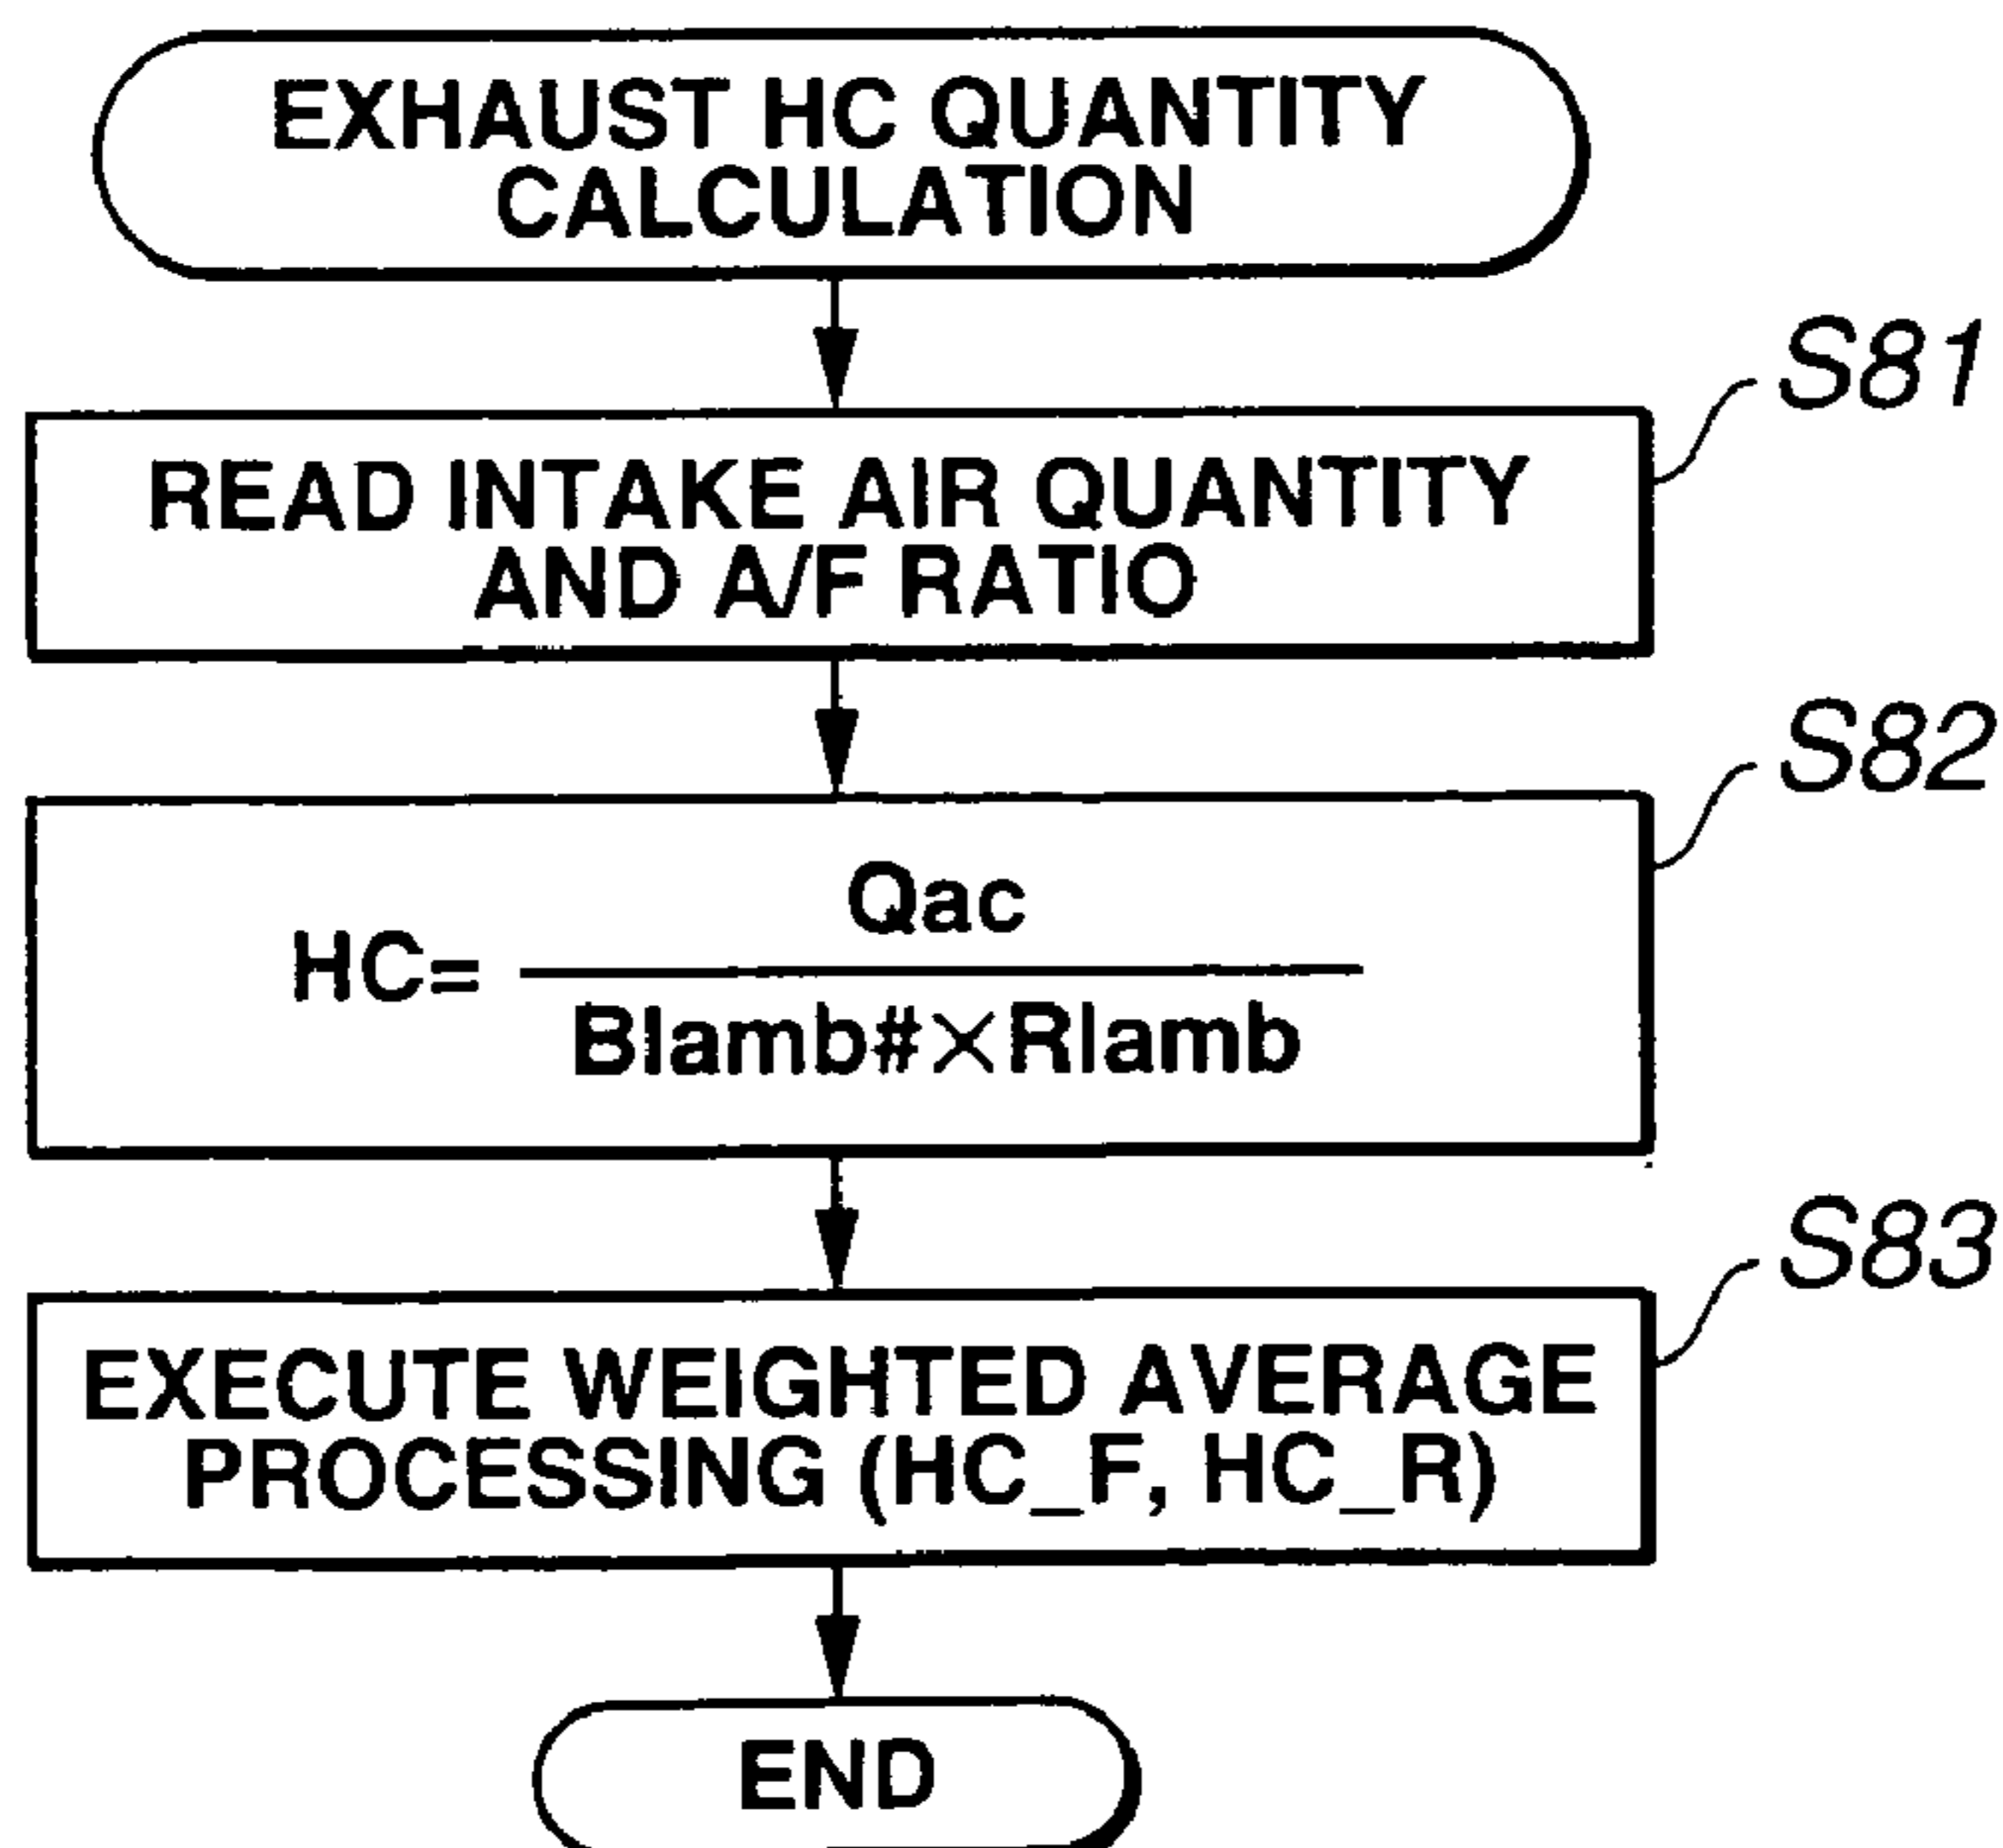 EXHAUST HC QUANTITY
CALCULATION
S81
READ INTAKE AIR QUANTITY
AND A/F RATIO
S82
Qac
HC=
Blamb#×Rlamb
S83
EXECUTE WEIGHTED AVERAGE
PROCESSING (HC_F, HC_R)
END